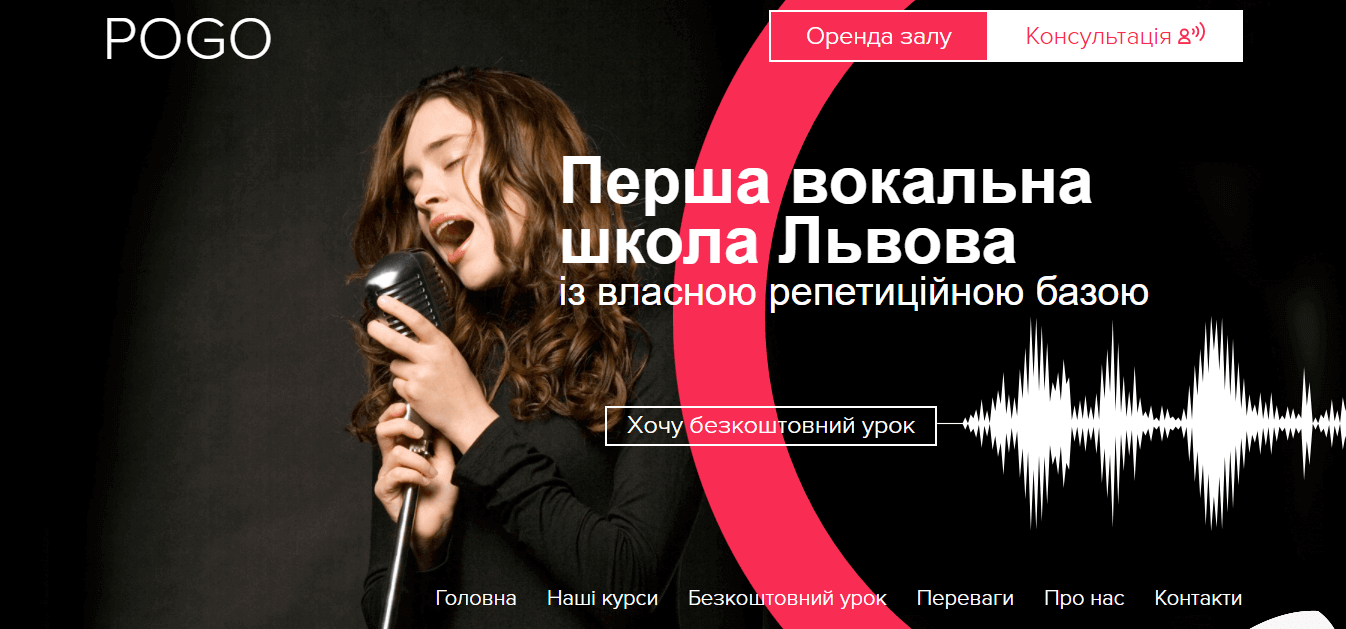 POGO
Оренда залу
Консультація
Перша вокальна
школа Львова
із власною репетиційною базою
Хочу безкоштовний урок
Головна
Наші курси
Безкоштовний урок
Переваги
Про нас
Контакти